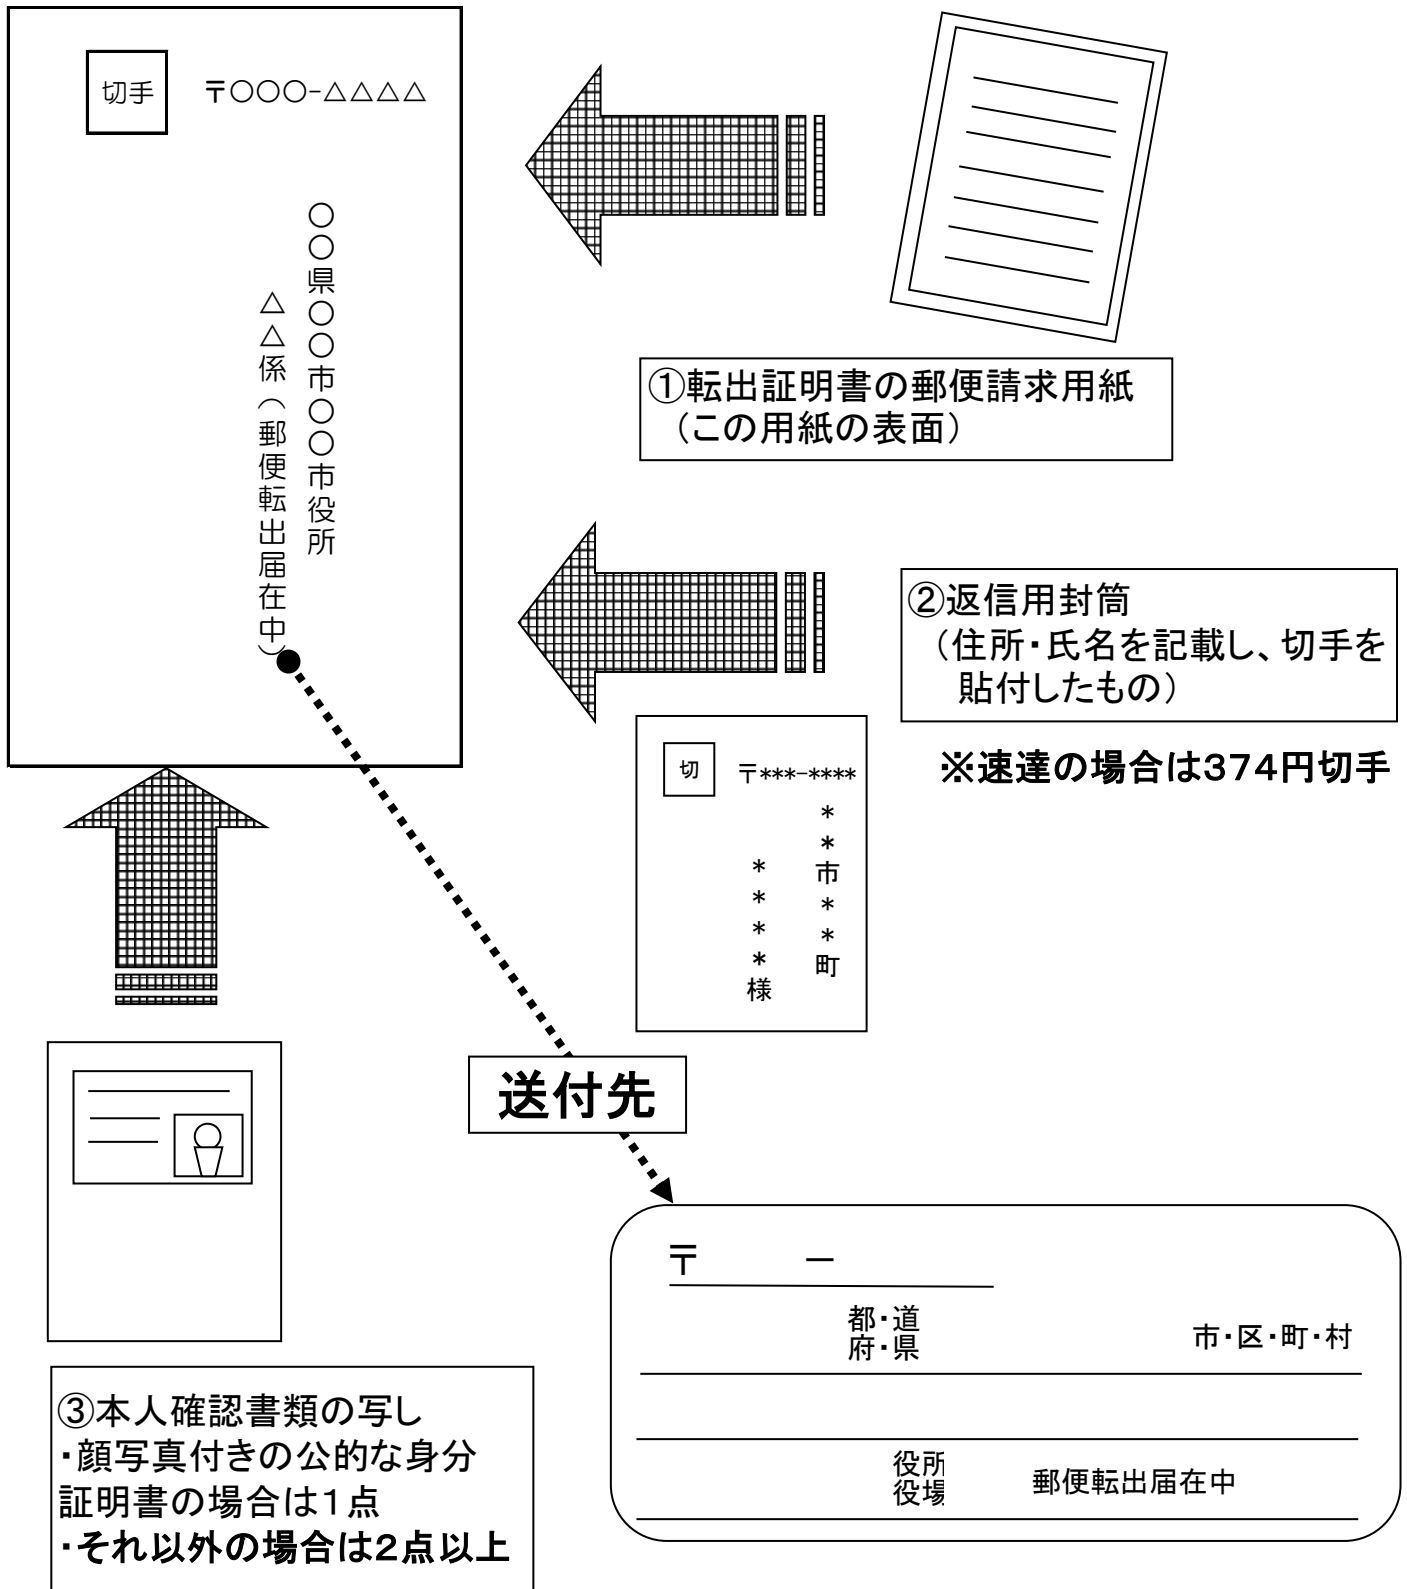 切手
〒〇〇〇-△△△△
〇〇県〇〇市〇〇市役所
△△係（郵便転出届在中）
①転出証明書の郵便請求用紙
（この用紙の表面）
②返信用封筒
（住所・氏名を記載し、切手を
貼付したもの）
※速達の場合は374円切手
切
〒***-****
**市**町
****様
送付先
〒　　－
都・道
府・県
市・区・町・村
役所
役場
郵便転出届在中
③本人確認書類の写し
・顔写真付きの公的な身分
証明書の場合は1点
・それ以外の場合は2点以上